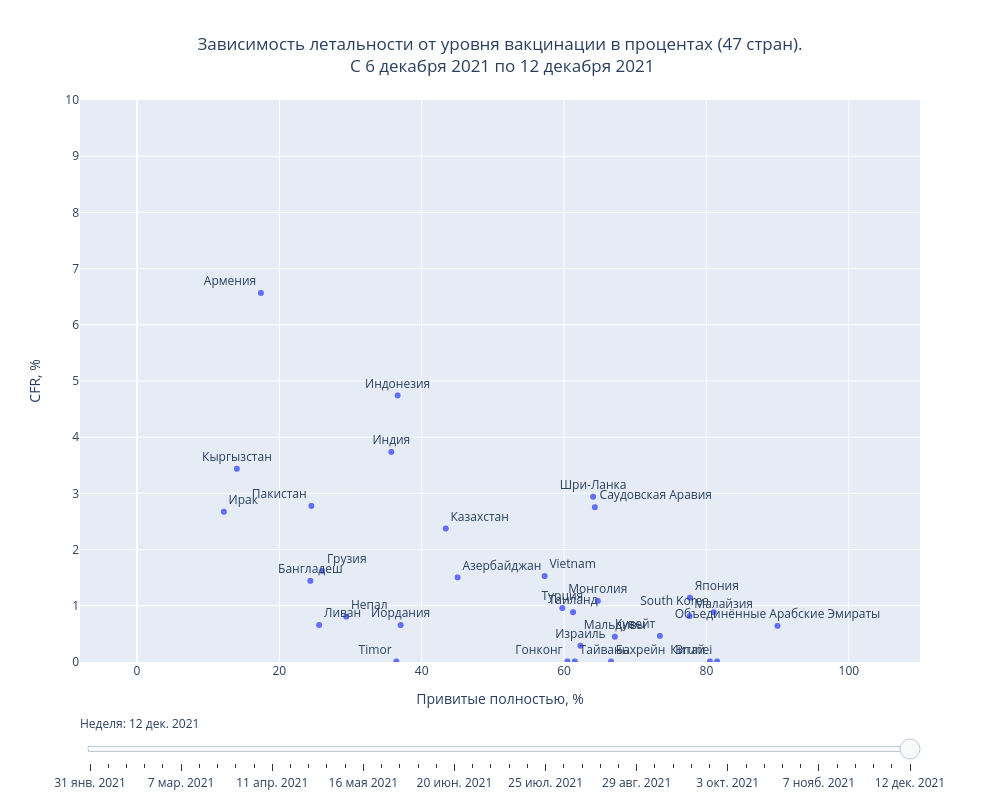 Зависимость летальности от уровня вакцинации в процентах (47 стран).
С 6 декабря 2021 по 12 декабря 2021
10
9
8
7
6
5
4
3
2
1
0
CFR, %
Армения
Индонезия
Индия
Кыргызстан
Пакистан
Ирак
Шри-Ланка
Саудовская Аравия
Казахстан
Грузия
Бангладеш
Азербайджан
Vietnam
Монголия
Турция
Таиланд
Япония
South Korea
Малайзия
Объединённые Арабские Эмираты
Непал
Ливан
Иордания
Мальдивы
Кувейт
Израиль
Timor
Гонконг
Тайвань
Бахрейн
Китай
Brunei
0
20
40
60
80
100
Привитые полностью, %
Неделя: 12 дек. 2021
31 янв. 2021
7 мар. 2021
11 апр. 2021
16 мая 2021
20 июн. 2021
25 июл. 2021
29 авг. 2021
3 окт. 2021
7 нояб. 2021
12 дек. 2021